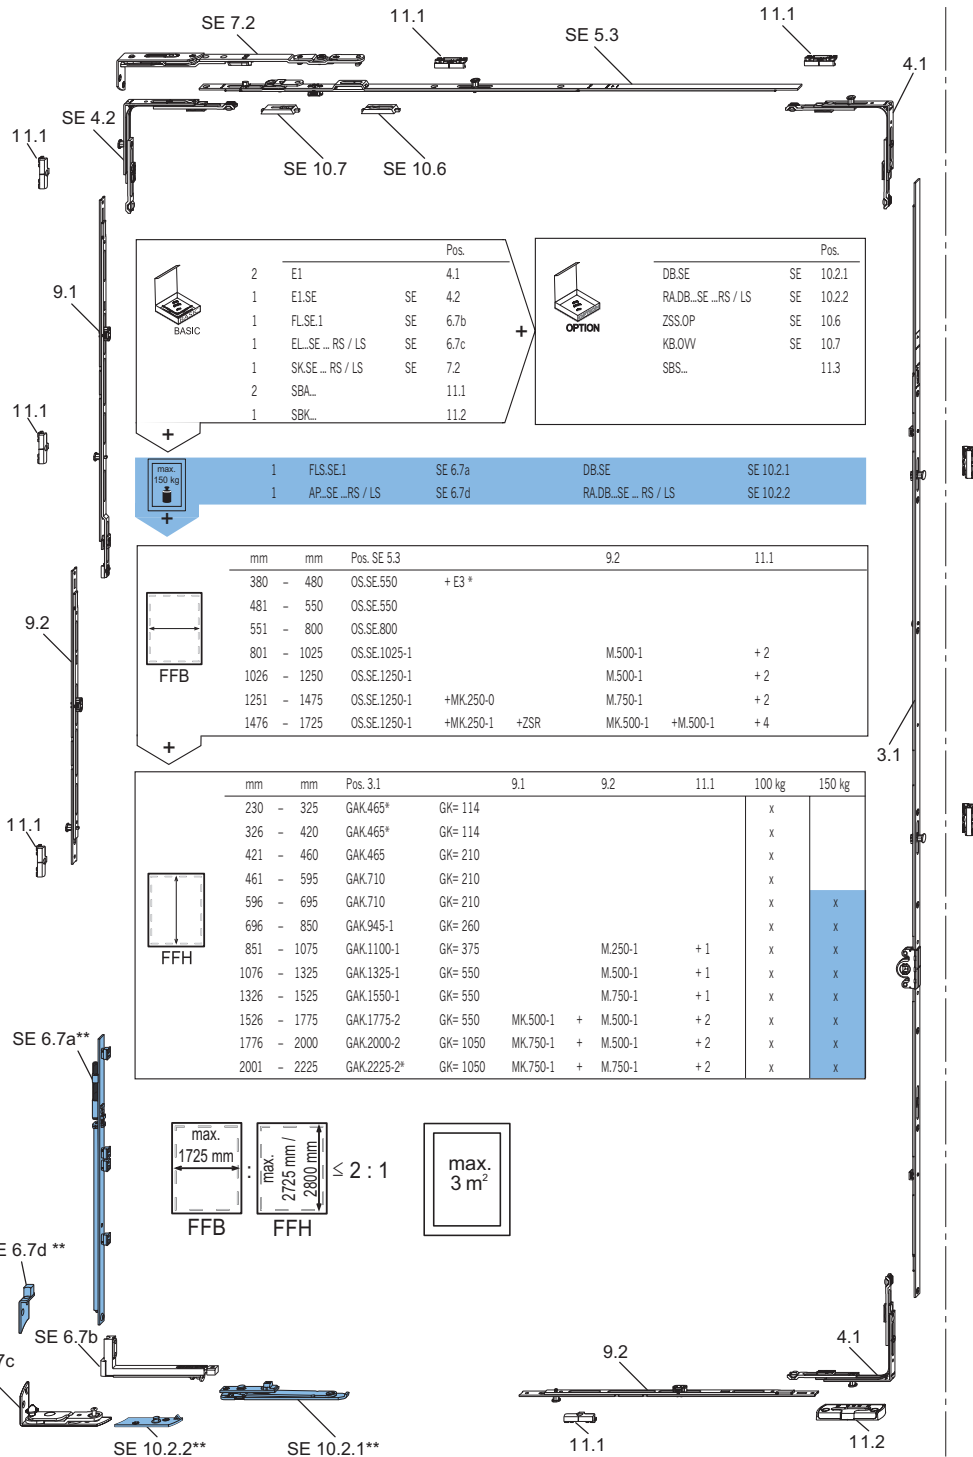 SE 7.2
11.1
SE 5.3
11.1
4.1
SE 4.2
11.1
SE 10.7
SE 10.6
9.1
11.1
9.2
11.1
BASIC
Pos.
2 E1 4.1
1 E1.SE SE 4.2
1 FL.SE.1 SE 6.7b
1 EL...SE ... RS / LS SE 6.7c
1 SK.SE ... RS / LS SE 7.2
2 SBA... 11.1
1 SBK... 11.2
+
OPTION
Pos.
DB.SE SE 10.2.1
RA.DB...SE ...RS / LS SE 10.2.2
ZSS.OP SE 10.6
KB.OVV SE 10.7
SBS... 11.3
+
max.
150 kg
+
1 FLS.SE.1 SE 6.7a DB.SE SE 10.2.1
1 AP...SE ...RS / LS SE 6.7d RA.DB...SE ... RS / LS SE 10.2.2
FFB
mm mm Pos. SE 5.3 9.2 11.1
380 – 480 OS.SE.550 + E3 *
481 – 550 OS.SE.550
551 – 800 OS.SE.800
801 – 1025 OS.SE.1025-1 M.500-1 + 2
1026 – 1250 OS.SE.1250-1 M.500-1 + 2
1251 – 1475 OS.SE.1250-1 +MK.250-0 M.750-1 + 2
1476 – 1725 OS.SE.1250-1 +MK.250-1 +ZSR MK.500-1 +M.500-1 + 4
+
3.1
FFH
mm mm Pos. 3.1 9.1 9.2 11.1 100 kg 150 kg
230 – 325 GAK.465* GK= 114 x
326 – 420 GAK.465* GK= 114 x
421 – 460 GAK.465 GK= 210 x
461 – 595 GAK.710 GK= 210 x
596 – 695 GAK.710 GK= 210 x x
696 – 850 GAK.945-1 GK= 260 x x
851 – 1075 GAK.1100-1 GK= 375 M.250-1 + 1 x x
1076 – 1325 GAK.1325-1 GK= 550 M.500-1 + 1 x x
1326 – 1525 GAK.1550-1 GK= 550 M.750-1 + 1 x x
1526 – 1775 GAK.1775-2 GK= 550 MK.500-1 + M.500-1 + 2 x x
1776 – 2000 GAK.2000-2 GK= 1050 MK.750-1 + M.500-1 + 2 x x
2001 – 2225 GAK.2225-2* GK= 1050 MK.750-1 + M.750-1 + 2 x x
SE 6.7a**
max.
1725 mm
FFB
:
max.
2725 mm /
2800 mm
FFH
≤ 2 : 1
max.
3 m²
E 6.7d **
SE 6.7b
7c
SE 10.2.2**
SE 10.2.1**
9.2
4.1
11.1
11.2